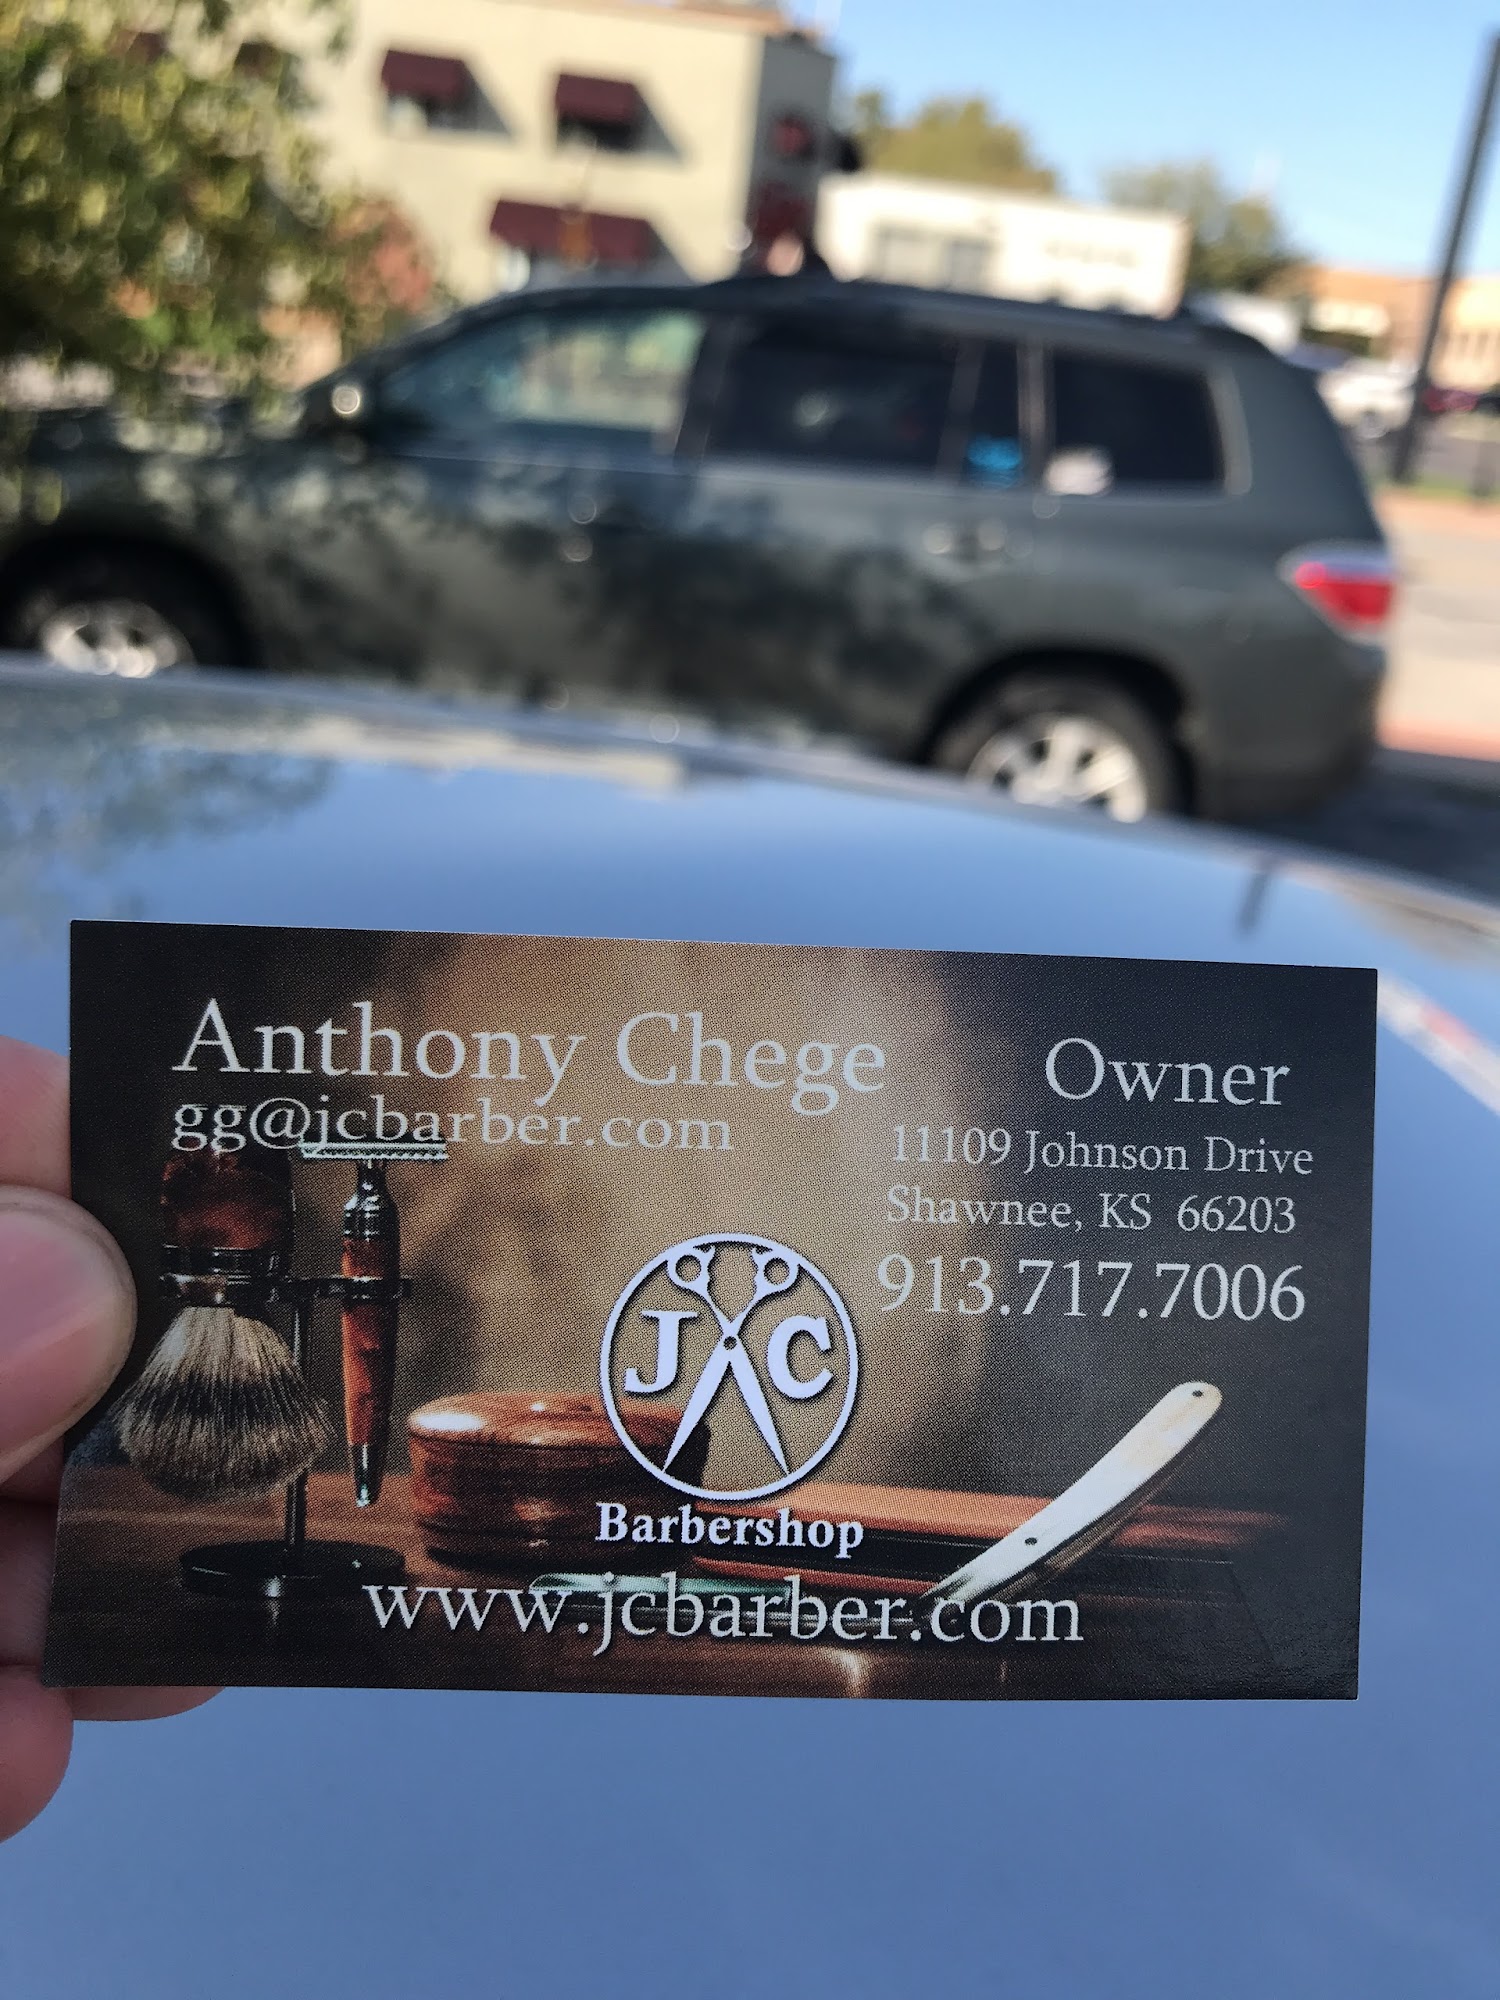 Anthony Chege
gg@jcbarber.com
Owner
11109 Johnson Drive
Shawnee, KS 66203
913.717.7006
J C
Barbershop
www.jcbarber.com